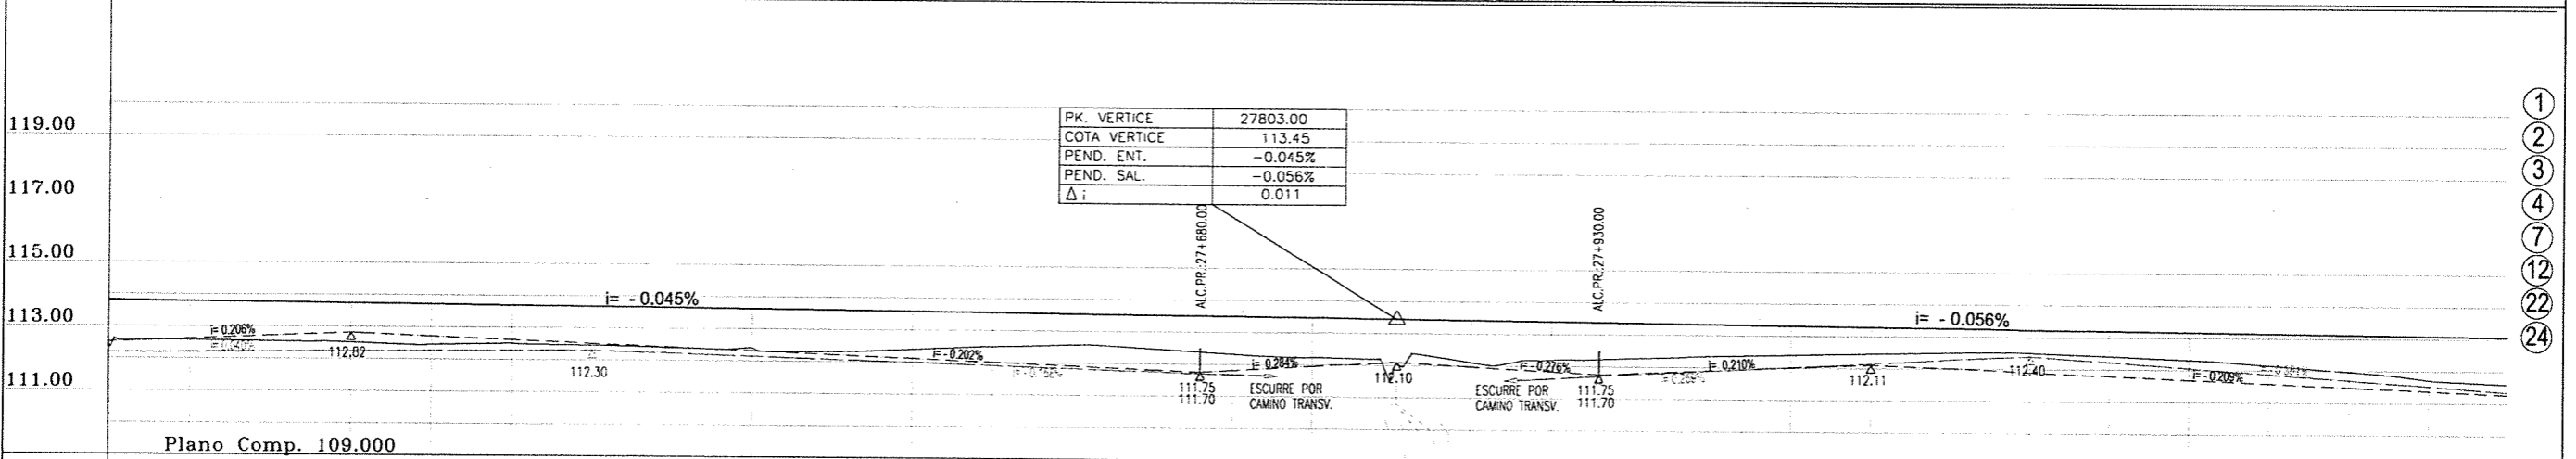 119.00
117.00
115.00
113.00
111.00
PK. VERTICE 27803.00
COTA VERTICE 113.45
PEND. ENT. -0.045%
PEND. SAL. -0.056%
Δ i 0.011
ALC.PR.:27+680.00
ALC.PR.:27+930.00
i= - 0.045%
i= - 0.056%
i= 0.206%
112.82
112.30
i= - 0.202%
111.75
111.70
i= 0.284%
ESCURRE POR
CAMINO TRANSV.
112.10
i= -0.276%
ESCURRE POR
CAMINO TRANSV.
111.75
111.70
i= 0.210%
112.11
112.40
i= -0.209%
Plano Comp. 109.000
1
2
3
4
7
12
22
24